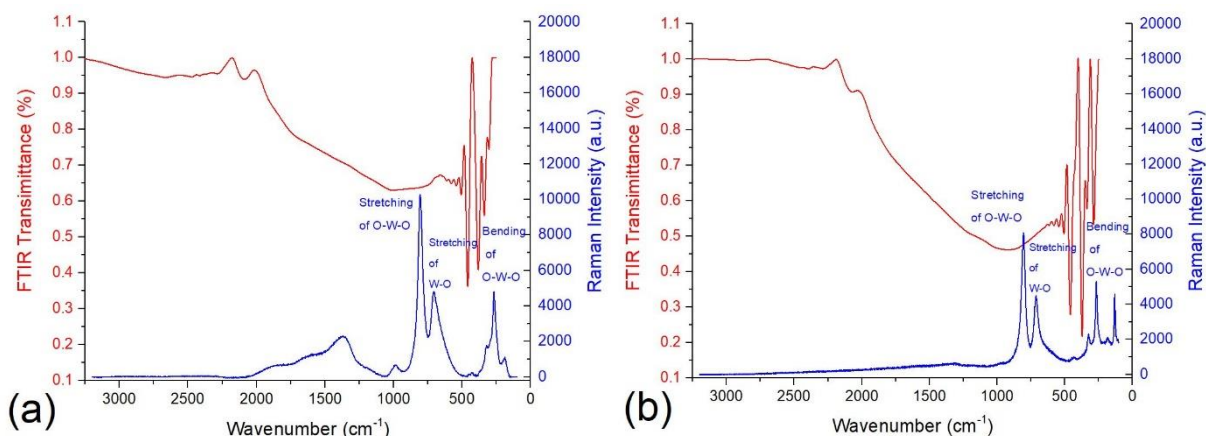 1.1
1.0
0.9
0.8
0.7
0.6
0.5
0.4
0.3
0.2
0.1
FTIR Transimittance (%)
20000
18000
16000
14000
12000
10000
8000
6000
4000
2000
0
Raman Intensity (a.u.)
Stretching
of O-W-O
Stretching
of
W-O
Bending
of
O-W-O
3000 2500 2000 1500 1000 500 0
Wavenumber (cm-1)
(a)
1.1
1.0
0.9
0.8
0.7
0.6
0.5
0.4
0.3
0.2
0.1
FTIR Transimittance (%)
20000
18000
16000
14000
12000
10000
8000
6000
4000
2000
0
Raman Intensity (a.u.)
Stretching
of O-W-O
Stretching
of
W-O
Bending
of
O-W-O
3000 2500 2000 1500 1000 500 0
Wavenumber (cm-1)
(b)